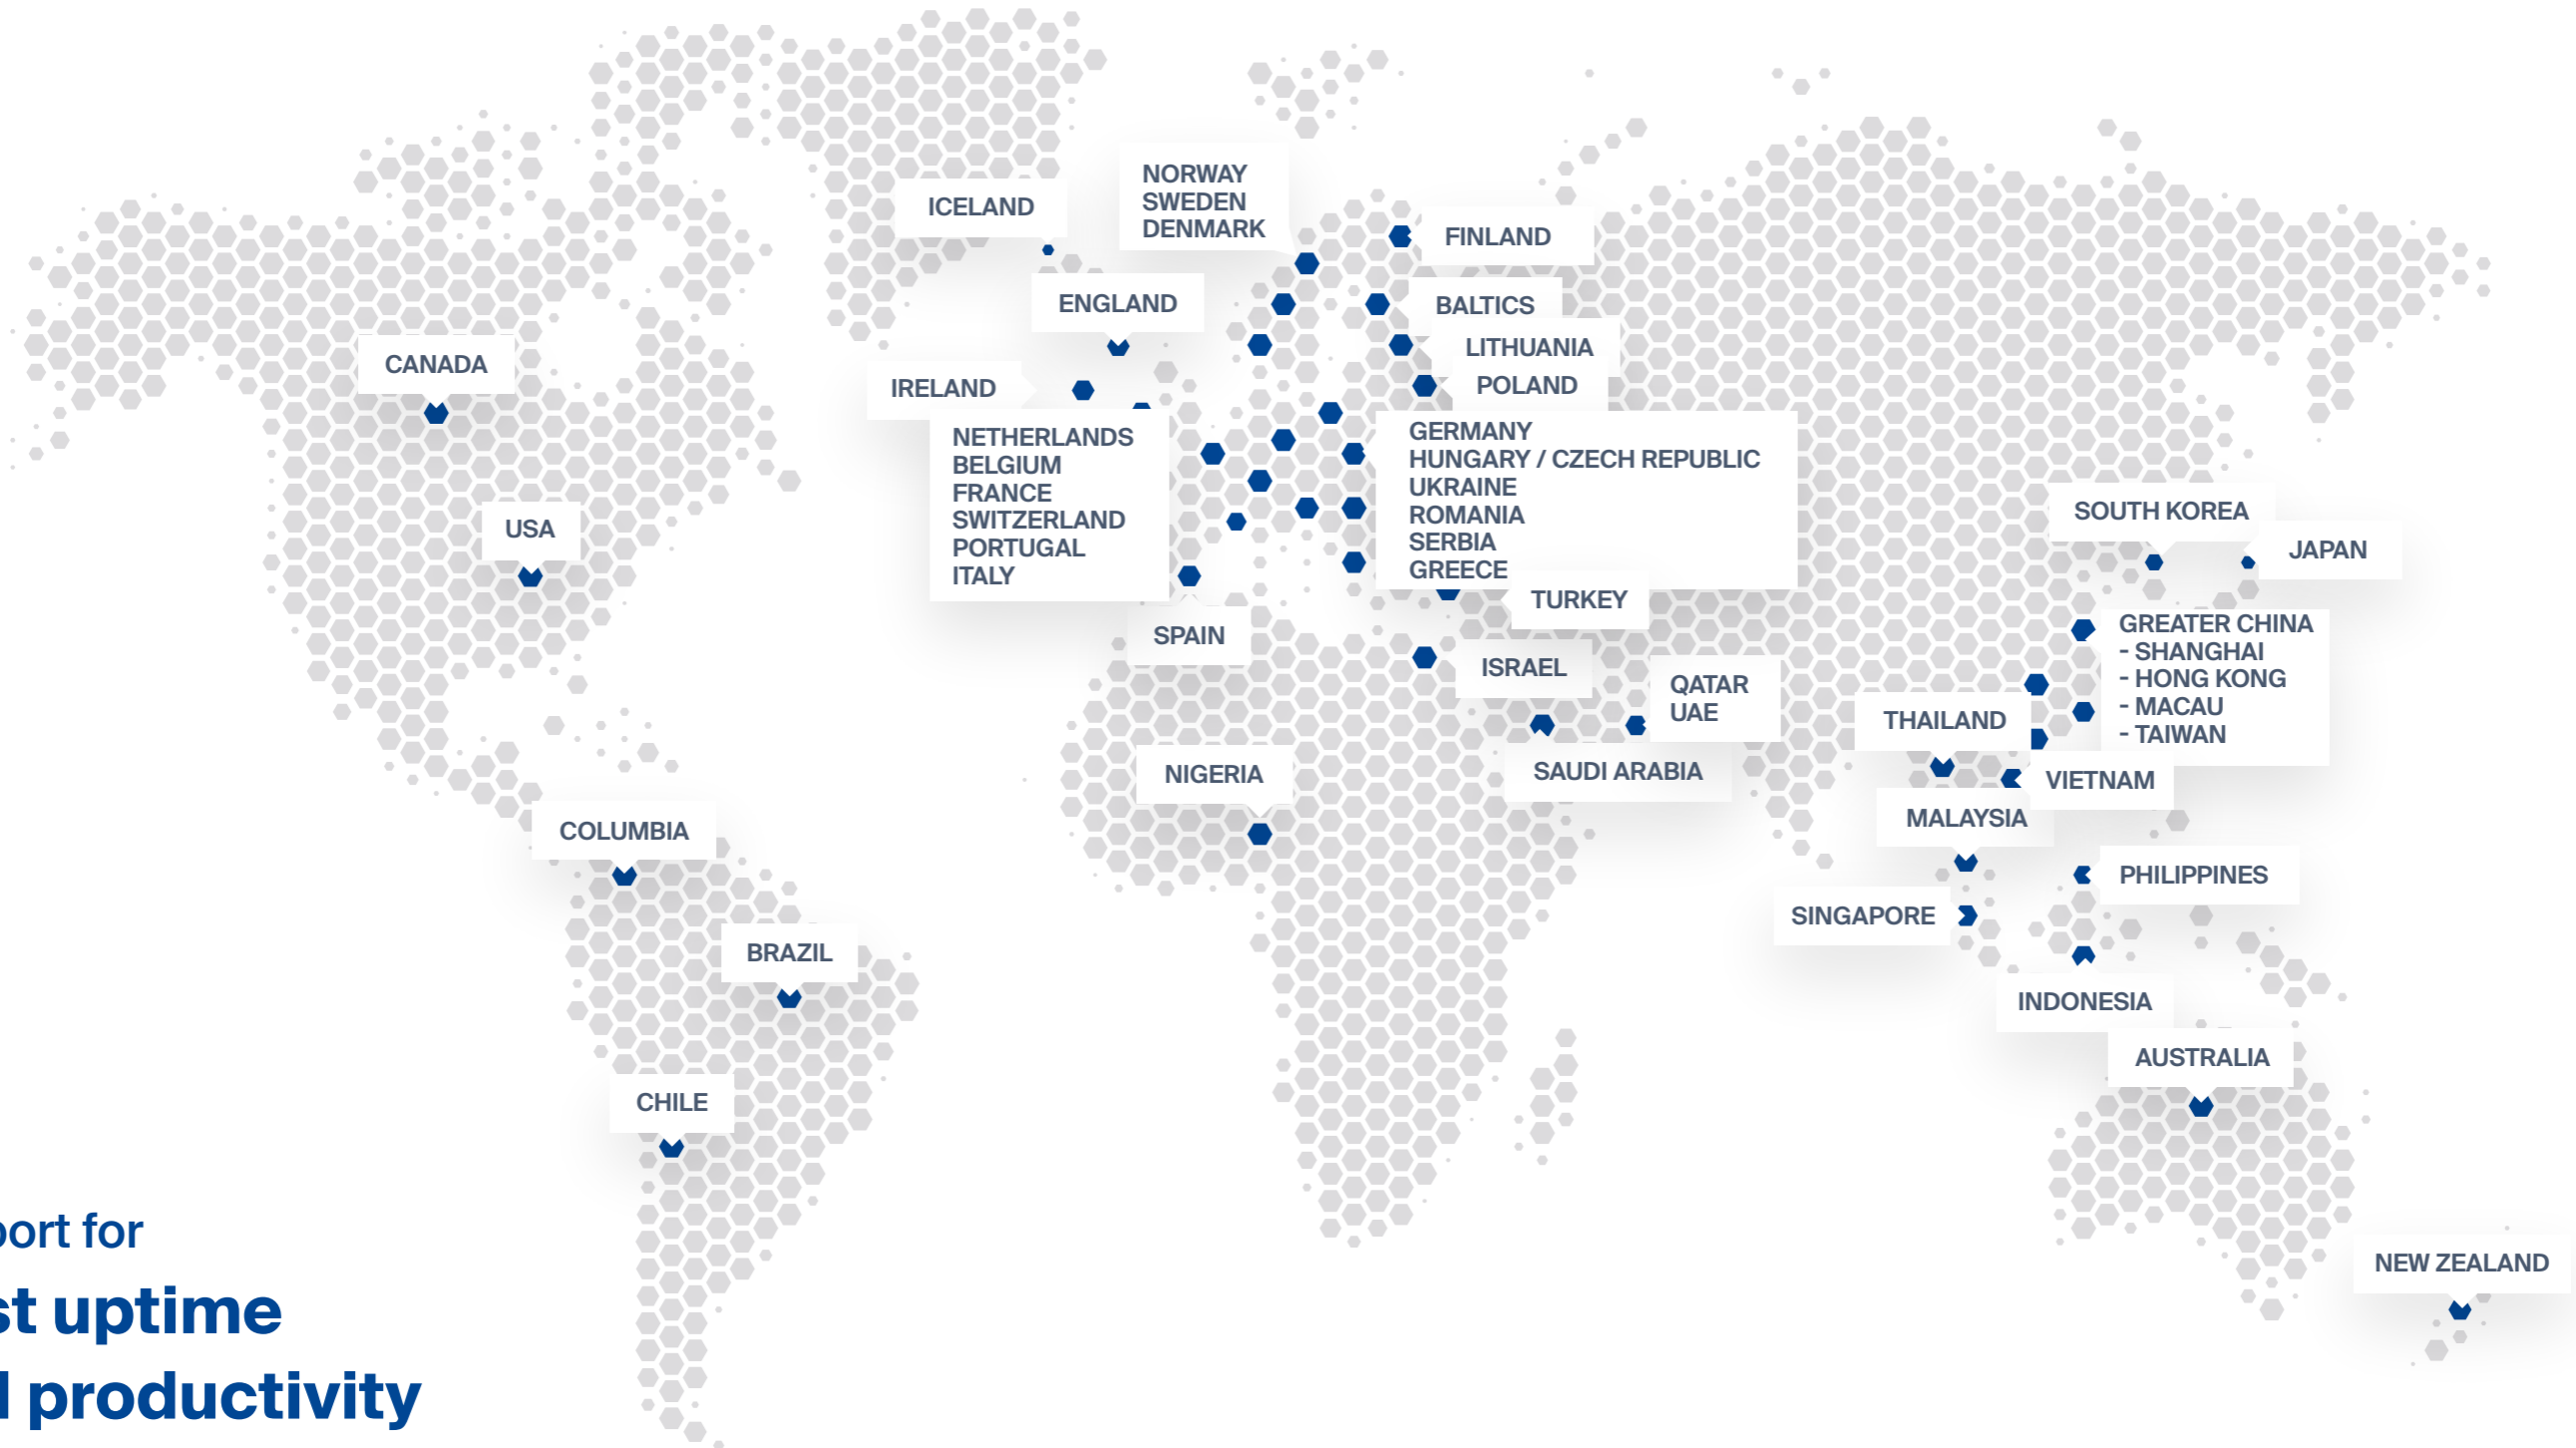 NORWAY
SWEDEN
DENMARK
ICELAND
FINLAND
ENGLAND
BALTICS
LITHUANIA
CANADA
IRELAND
POLAND
NETHERLANDS
BELGIUM
FRANCE
SWITZERLAND
PORTUGAL
ITALY
GERMANY
HUNGARY / CZECH REPUBLIC
UKRAINE
ROMANIA
SERBIA
GREECE
USA
SOUTH KOREA
JAPAN
TURKEY
SPAIN
ISRAEL
GREATER CHINA
- SHANGHAI
- HONG KONG
- MACAU
- TAIWAN
QATAR
UAE
THAILAND
NIGERIA
SAUDI ARABIA
VIETNAM
COLUMBIA
MALAYSIA
PHILIPPINES
SINGAPORE
BRAZIL
INDONESIA
AUSTRALIA
CHILE
NEW ZEALAND
port for
st uptime
productivity